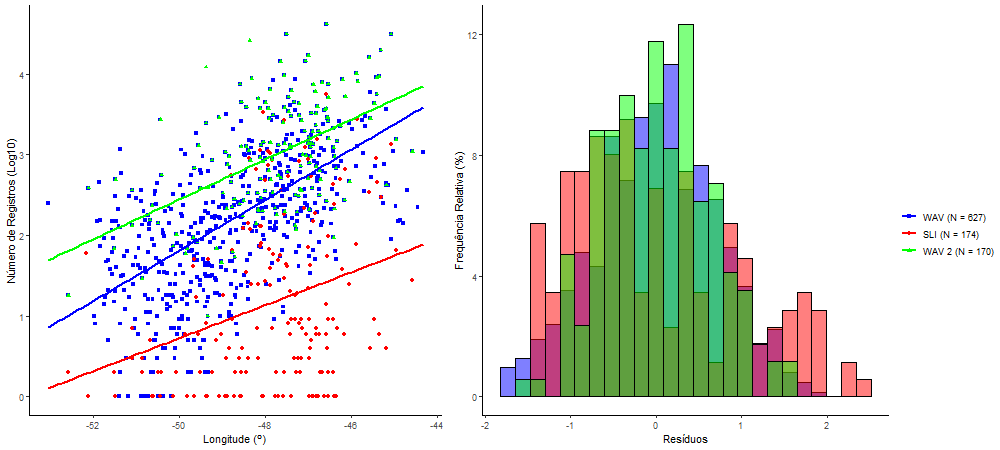 Número de Registros (Log10)
4
3
2
1
0
-52
-50
-48
-46
-44
Longitude (º)
Frequência Relativa (%)
12
8
4
0
-2
-1
0
1
2
Resíduos
WAV (N = 627)
SLI (N = 174)
WAV 2 (N = 170)